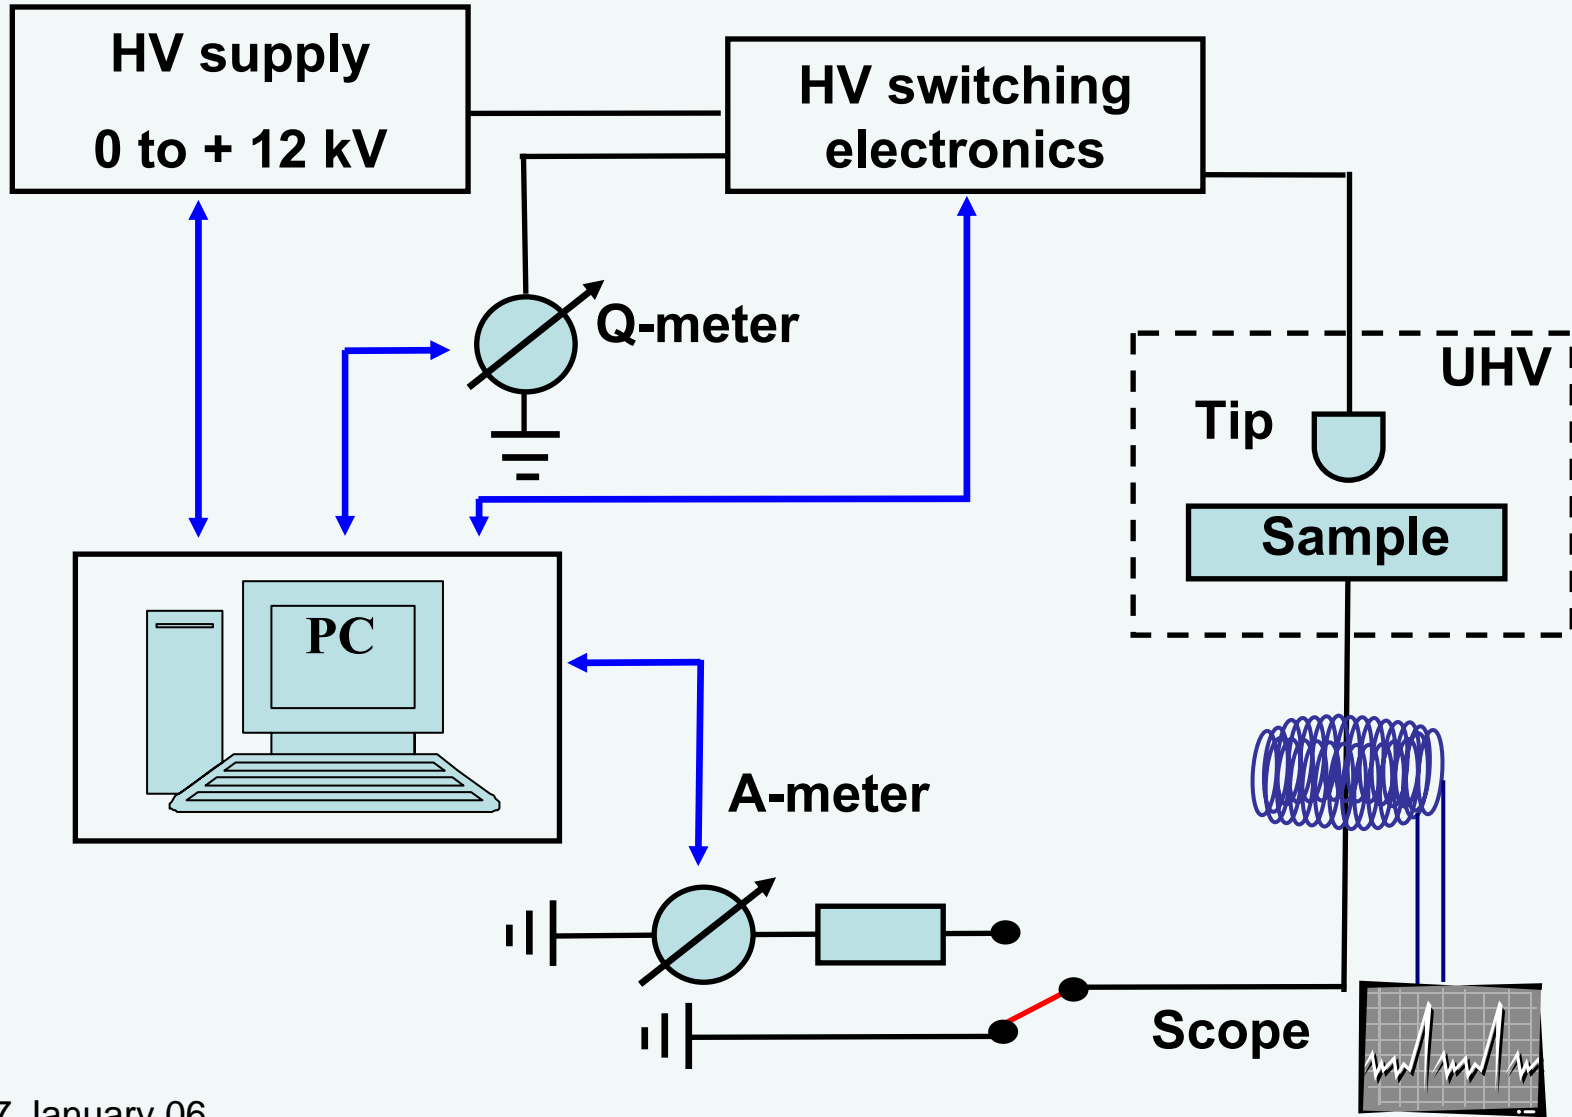 HV supply
0 to + 12 kV
HV switching
electronics
Q-meter
UHV
Tip
Sample
PC
A-meter
Scope
January 06